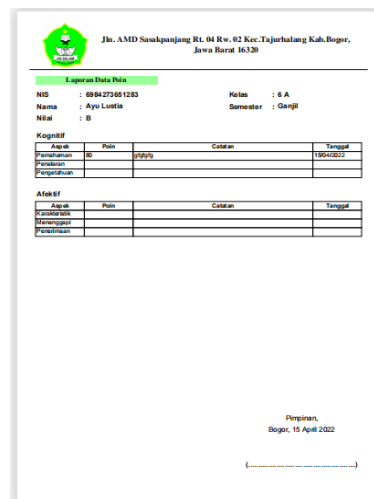 Jln. AMD Sasakpanjang Rt. 04 Rw. 02 Kec.Tajurhalang Kab.Bogor,
Jawa Barat 16320
Laporan Data Poin
NIS : 6984273651283 Kelas : 6 A
Nama : Ayu Lustia Semester : Ganjil
Nilai : B
Kognitif
Aspek Poin Catatan Tanggal
Pemahaman 80 gfgfgfg 15/04/2022
Penalaran
Pengetahuan
Afektif
Aspek Poin Catatan Tanggal
Karakteristik
Menanggapi
Penerimaan
Pimpinan,
Bogor, 15 April 2022
(..................................................)